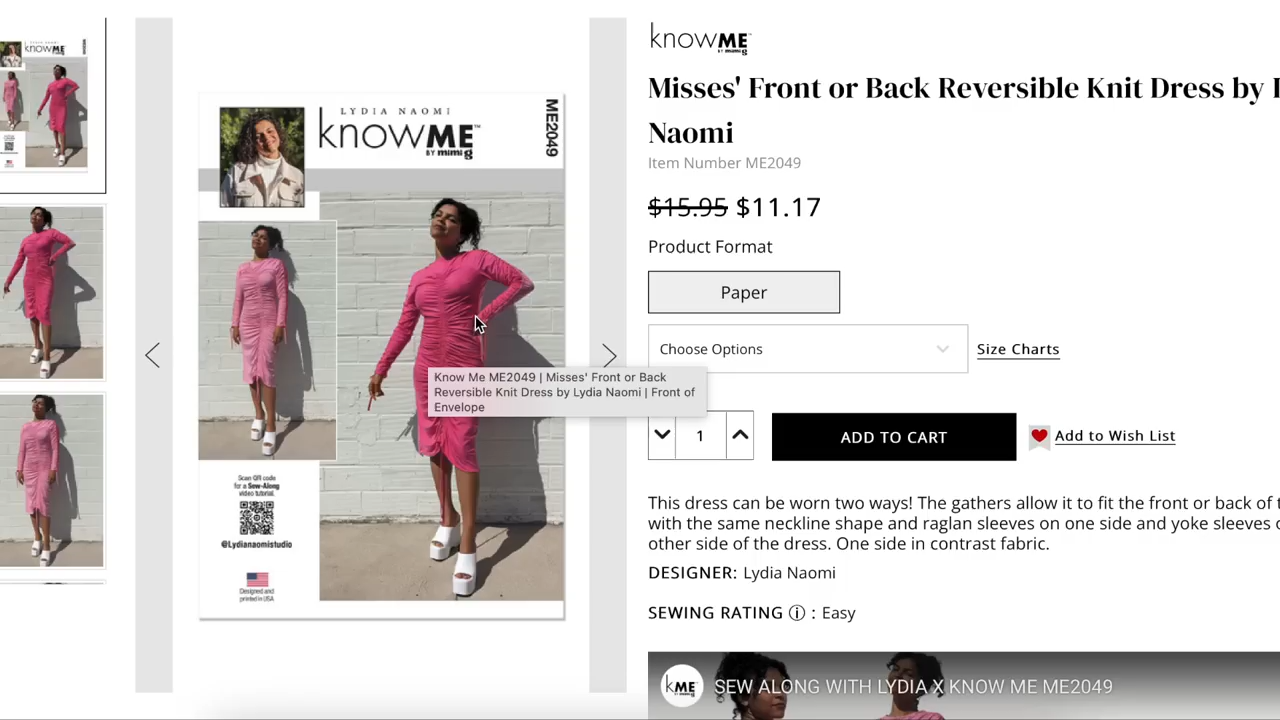 knowME
BY mimi g
Misses' Front or Back Reversible Knit Dress by
Naomi
Item Number ME2049
$15.95 $11.17
Product Format
Paper
Choose Options
Size Charts
1
ADD TO CART
Add to Wish List
This dress can be worn two ways! The gathers allow it to fit the front or back of
with the same neckline shape and raglan sleeves on one side and yoke sleeves
other side of the dress. One side in contrast fabric.
DESIGNER: Lydia Naomi
SEWING RATING ⓘ : Easy
kME
SEW ALONG WITH LYDIA X KNOW ME ME2049
LYDIA NAOMI
knowME™
BY mimi g
ME2049
Know Me ME2049 | Misses' Front or Back
Reversible Knit Dress by Lydia Naomi | Front of
Envelope
Scan QR code
for a Sew-Along
video tutorial.
@Lydianaomistudio
Designed and
printed in USA
knowME